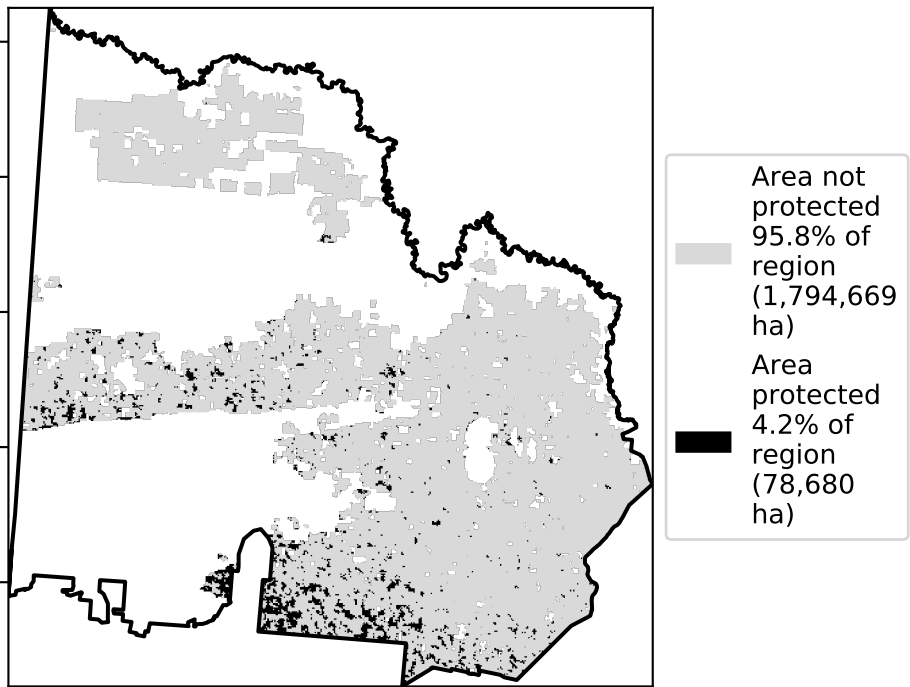 Area not
protected
95.8% of
region
(1,794,669
ha)
Area
protected
4.2% of
region
(78,680
ha)